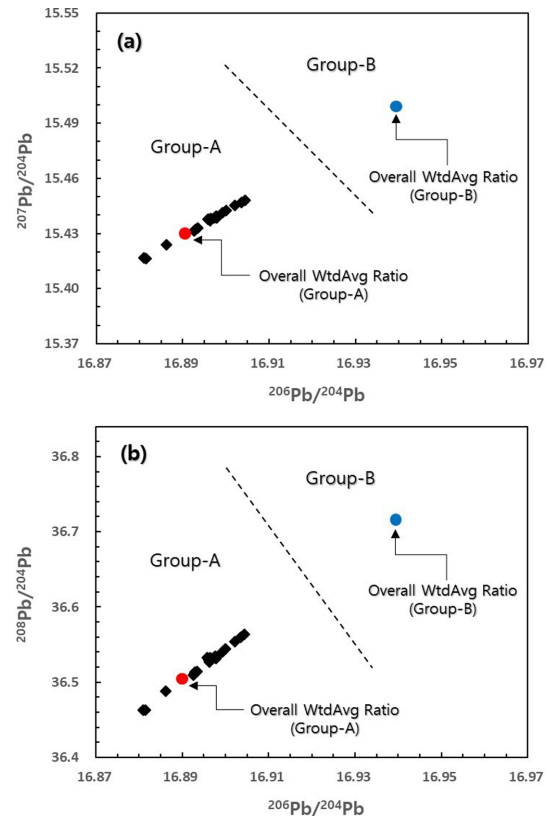 (a)
15.55
15.52
15.49
15.46
15.43
15.40
15.37
²⁰⁷Pb/²⁰⁴Pb
Group-B
Group-A
Overall WtdAvg Ratio
(Group-B)
Overall WtdAvg Ratio
(Group-A)
16.87 16.89 16.91 16.93 16.95 16.97
²⁰⁶Pb/²⁰⁴Pb
(b)
36.8
36.7
36.6
36.5
36.4
²⁰⁸Pb/²⁰⁴Pb
Group-B
Group-A
Overall WtdAvg Ratio
(Group-B)
Overall WtdAvg Ratio
(Group-A)
16.87 16.89 16.91 16.93 16.95 16.97
²⁰⁶Pb/²⁰⁴Pb